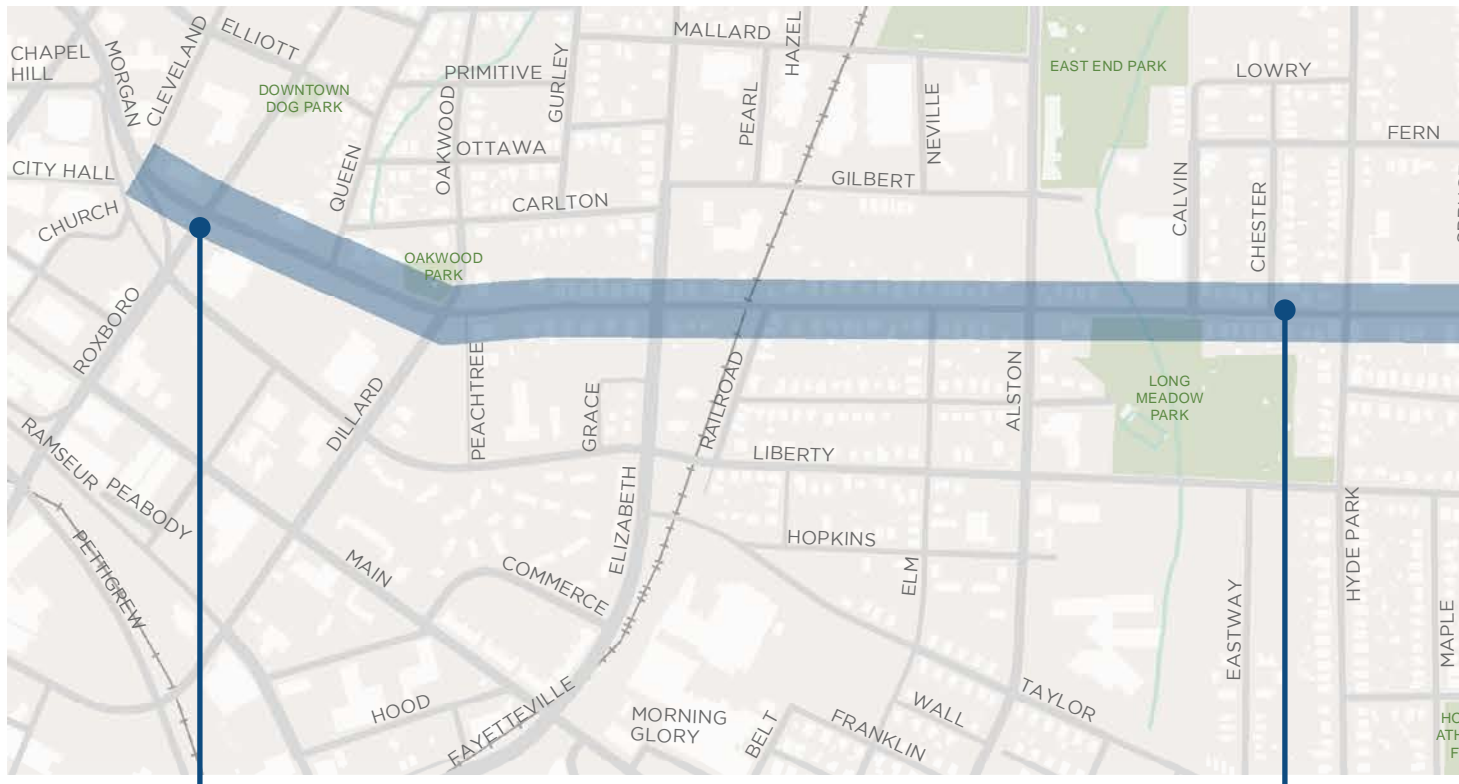 CHAPEL
HILL
MORGAN
CLEVELAND
ELLIOTT
DOWNTOWN
DOG PARK
PRIMITIVE
OAKWOOD
GURLEY
OTTAWA
QUEEN
CARLTON
MALLARD
HAZEL
PEARL
NEVILLE
GILBERT
EAST END PARK
LOWRY
FERN
CALVIN
CHESTER
CITY HALL
CHURCH
OAKWOOD
PARK
ROXBORO
DILLARD
PEACHTREE
GRACE
RAILROAD
ALSTON
LONG
MEADOW
PARK
LIBERTY
RAMSEUR
PEABODY
PETTIGREW
MAIN
COMMERCE
ELIZABETH
HOPKINS
ELM
EASTWAY
HYDE PARK
MAPLE
HOOD
FAYETTEVILLE
MORNING
GLORY
BELT
FRANKLIN
WALL
TAYLOR
HO
ATH
F